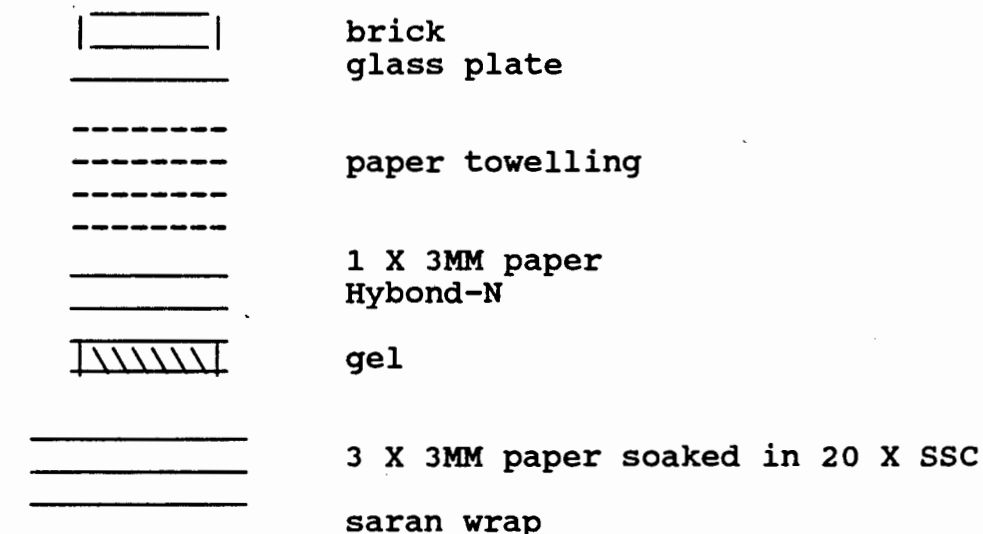 brick
glass plate
paper towelling
1 X 3MM paper
Hybond-N
gel
3 X 3MM paper soaked in 20 X SSC
saran wrap